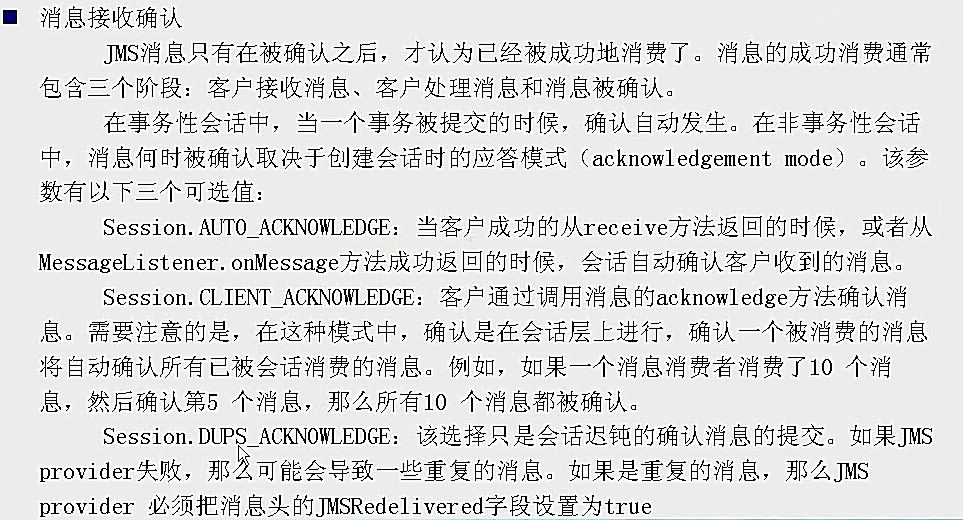 消息接收确认
JMS消息只有在被确认之后，才认为已经被成功地消费了。消息的成功消费通常
包含三个阶段：客户接收消息、客户处理消息和消息被确认。
在事务性会话中，当一个事务被提交的时候，确认自动发生。在非事务性会话
中，消息何时被确认取决于创建会话时的应答模式（acknowledgement mode）。该参
数有以下三个可选值：
Session.AUTO_ACKNOWLEDGE：当客户成功的从receive方法返回的时候，或者从
MessageListener.onMessage方法成功返回的时候，会话自动确认客户收到的消息。
Session.CLIENT_ACKNOWLEDGE：客户通过调用消息的acknowledge方法确认消
息。需要注意的是，在这种模式中，确认是在会话层上进行，确认一个被消费的消息
将自动确认所有已被会话消费的消息。例如，如果一个消息消费者消费了10 个消
息，然后确认第5 个消息，那么所有10 个消息都被确认。
Session.DUPS_ACKNOWLEDGE：该选择只是会话迟钝的确认消息的提交。如果JMS
provider失败，那么可能会导致一些重复的消息。如果是重复的消息，那么JMS
provider 必须把消息头的JMSRedelivered字段设置为true